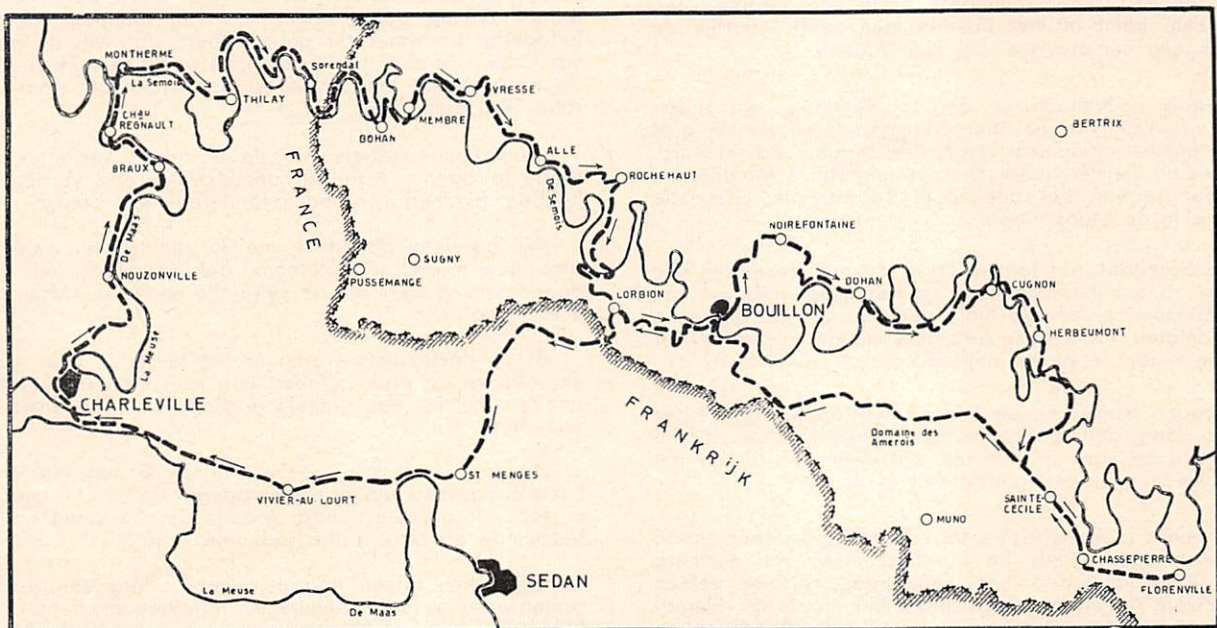 MONTHERME
La Semois
Sorendal
THILAY
VRESSE
MEMBRE
BOHAN
CHau
REGNAULT
BRAUX
ALLE
De Semois
ROCHEHAUT
BERTRIX
FRANCE
De Maas
NOUZONVILLE
La Meuse
SUGNY
PUSSEMANGE
NOIREFONTAINE
LORBION
BOUILLON
DOHAN
CUGNON
HERBEUMONT
CHARLEVILLE
FRANKRIJK
Domaine des
Amerois
ST MENGES
VIVIER-AU LOURT
SAINTE-
CECILE
MUNO
SEDAN
CHASSEPIERRE
FLORENVILLE
La Meuse
De Maas